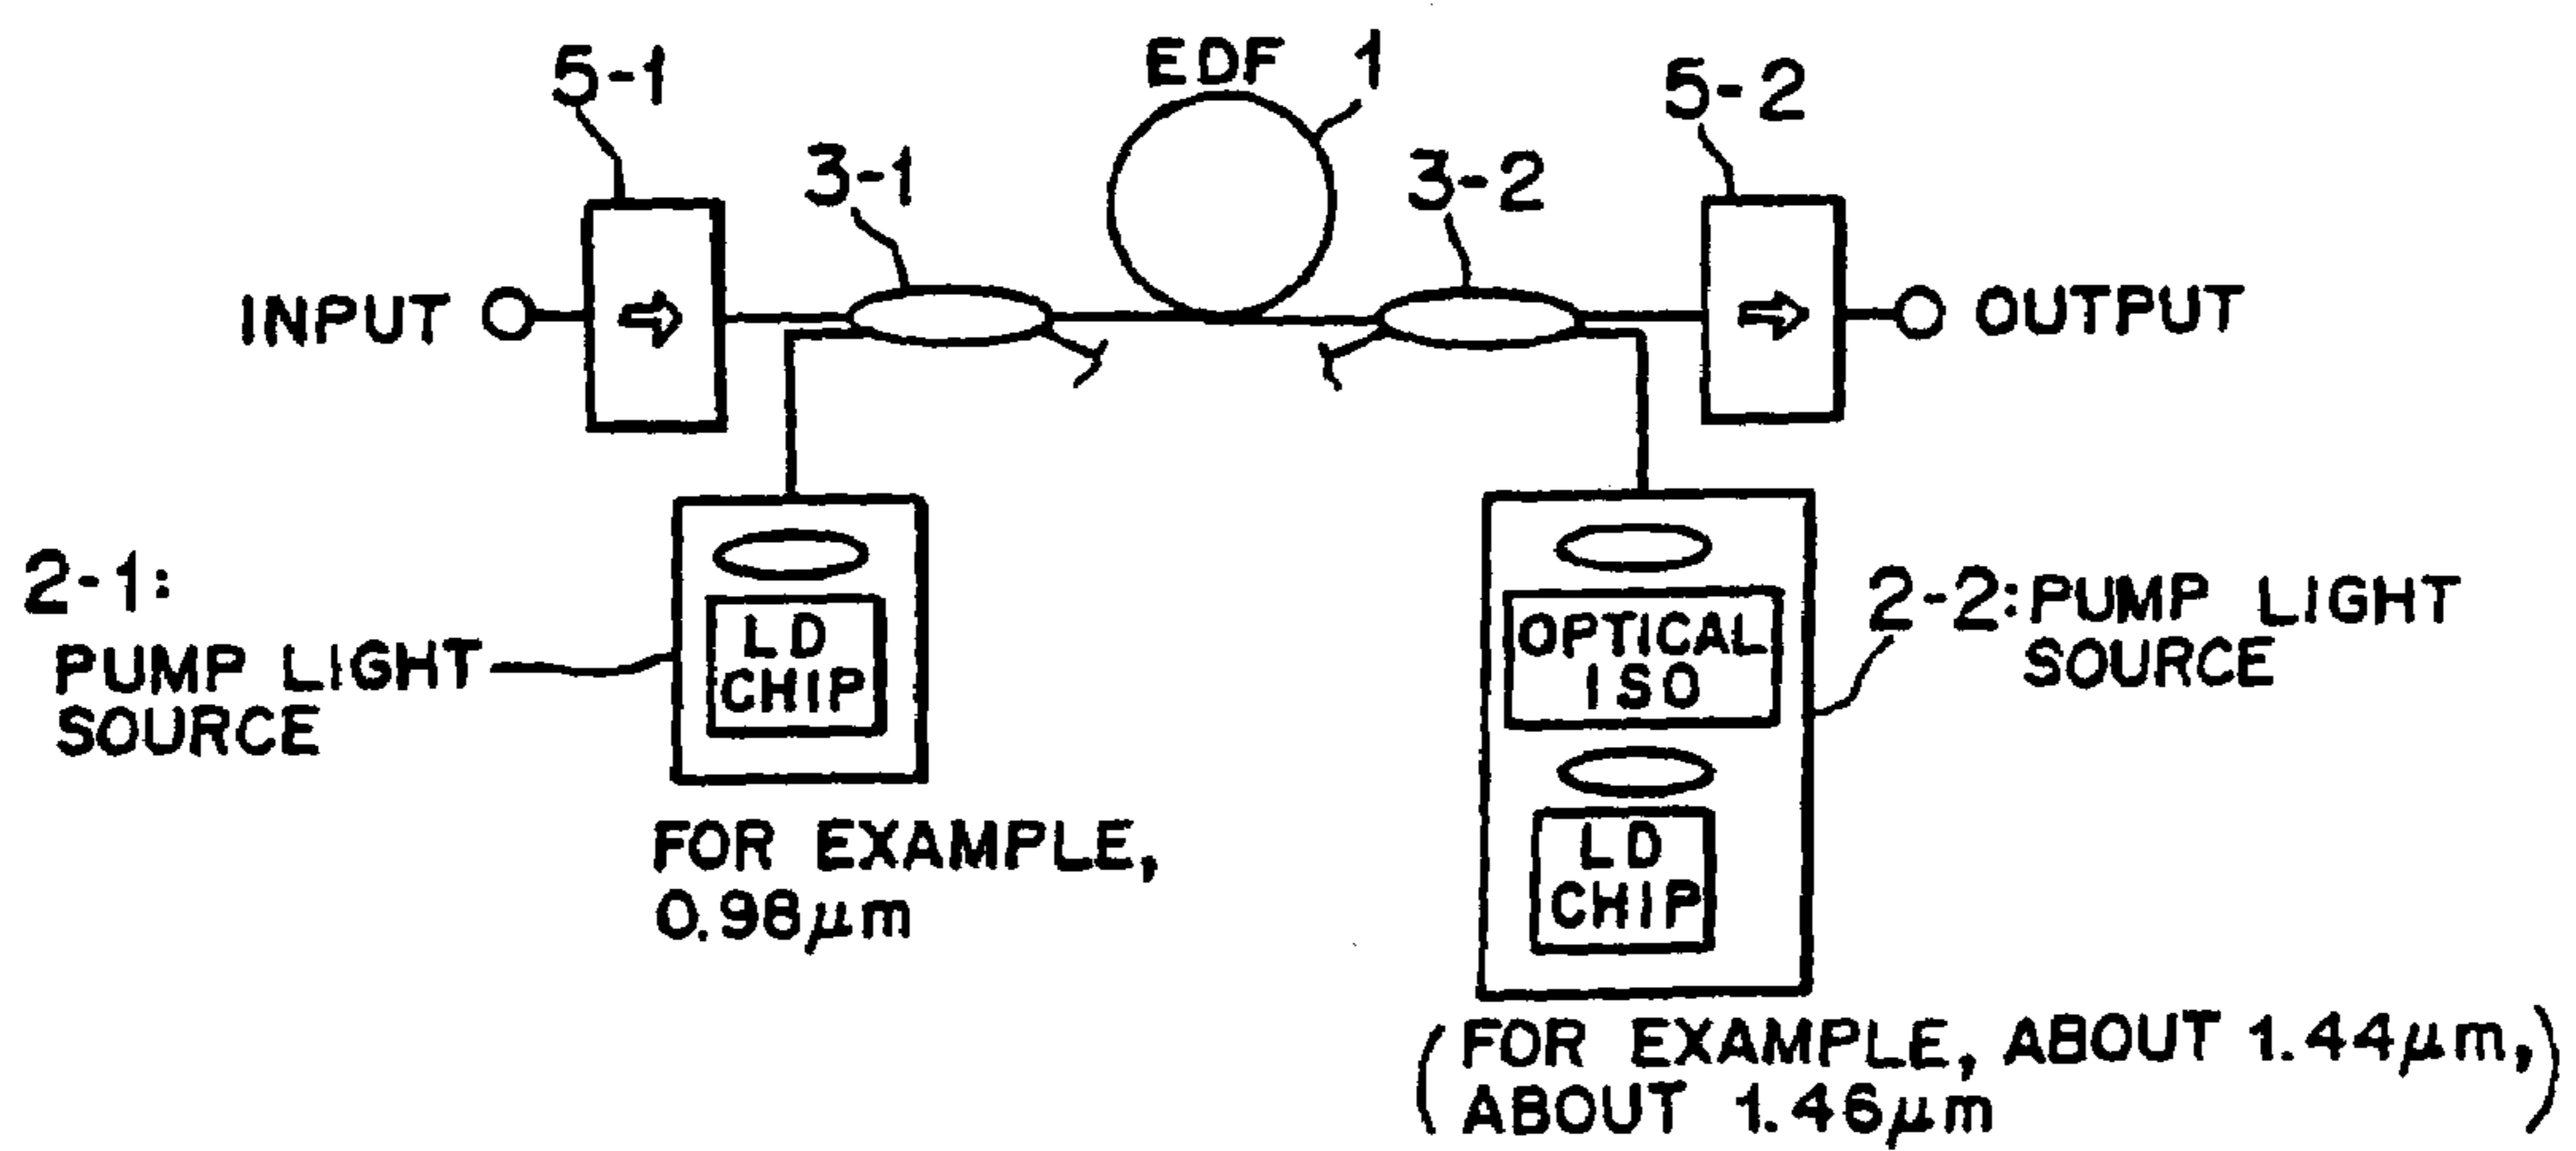 5-1
EDF 1
5-2
3-1
3-2
INPUT
OUTPUT
2-1:
PUMP LIGHT
SOURCE
LD
CHIP
FOR EXAMPLE,
0.98μm
OPTICAL
ISO
LD
CHIP
2-2: PUMP LIGHT
SOURCE
(FOR EXAMPLE, ABOUT 1.44μm,
ABOUT 1.46μm)